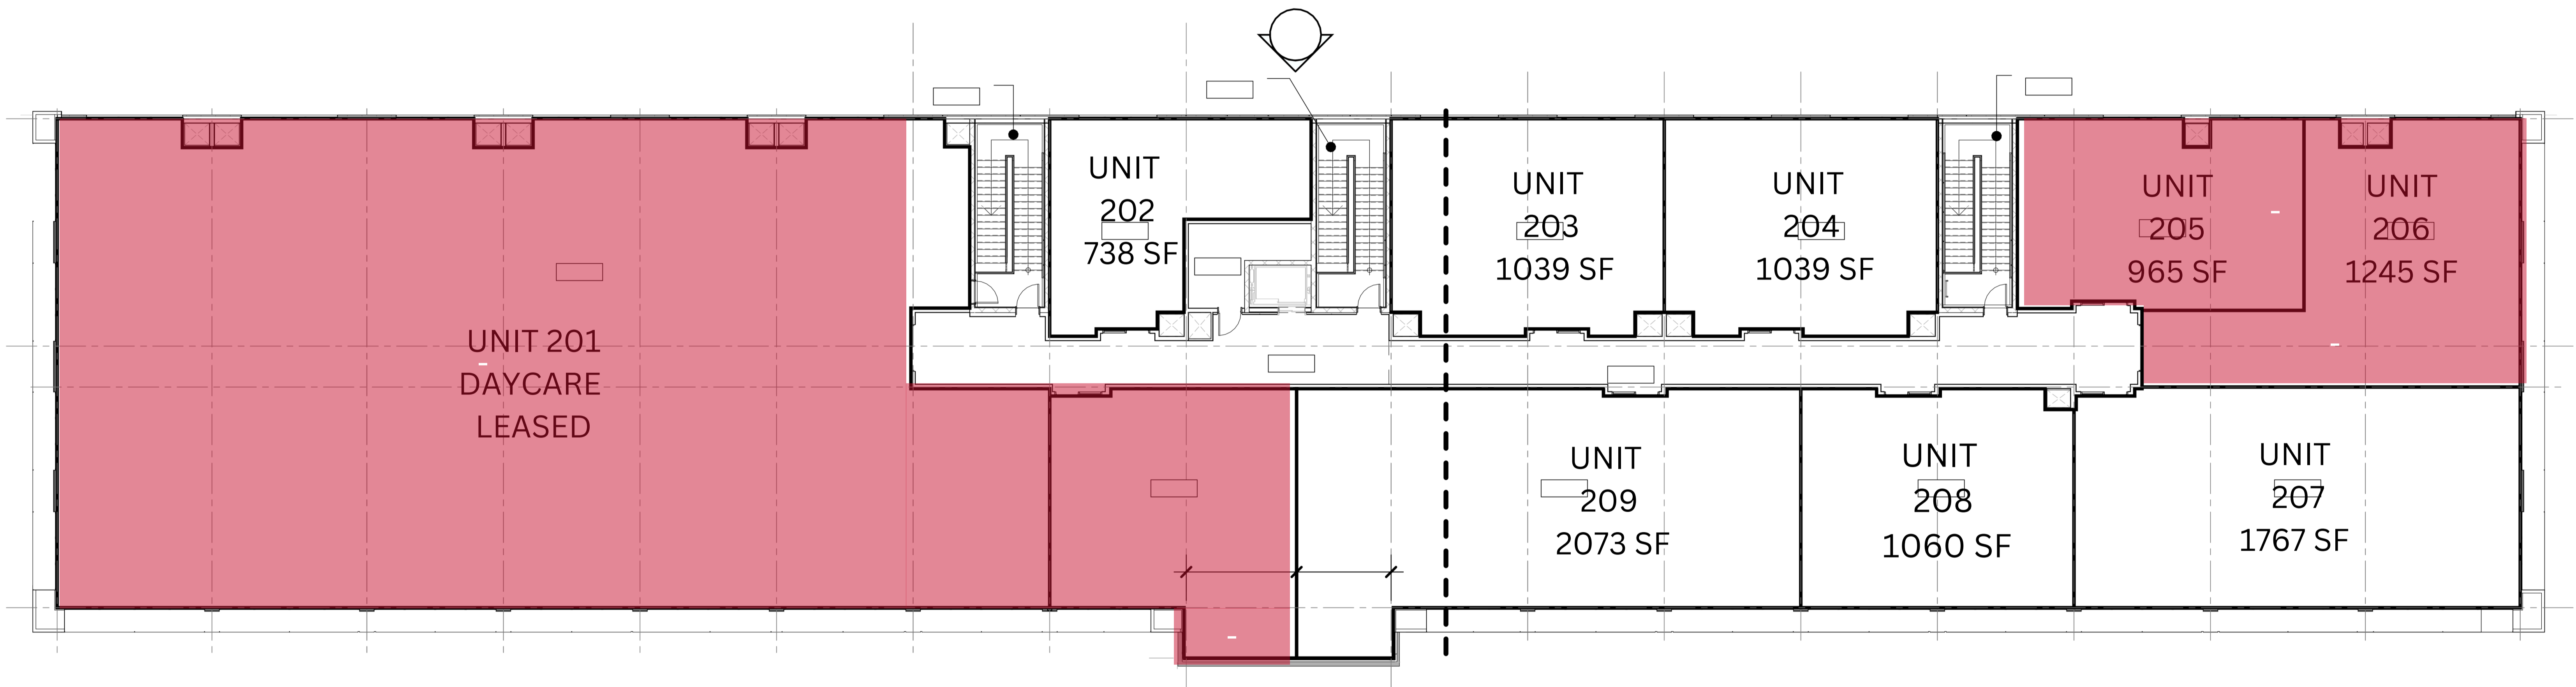 UNIT 201
DAYCARE
LEASED
UNIT
202
738 SF
UNIT
203
1039 SF
UNIT
204
1039 SF
UNIT
205
965 SF
UNIT
206
1245 SF
UNIT
209
2073 SF
UNIT
208
1060 SF
UNIT
207
1767 SF